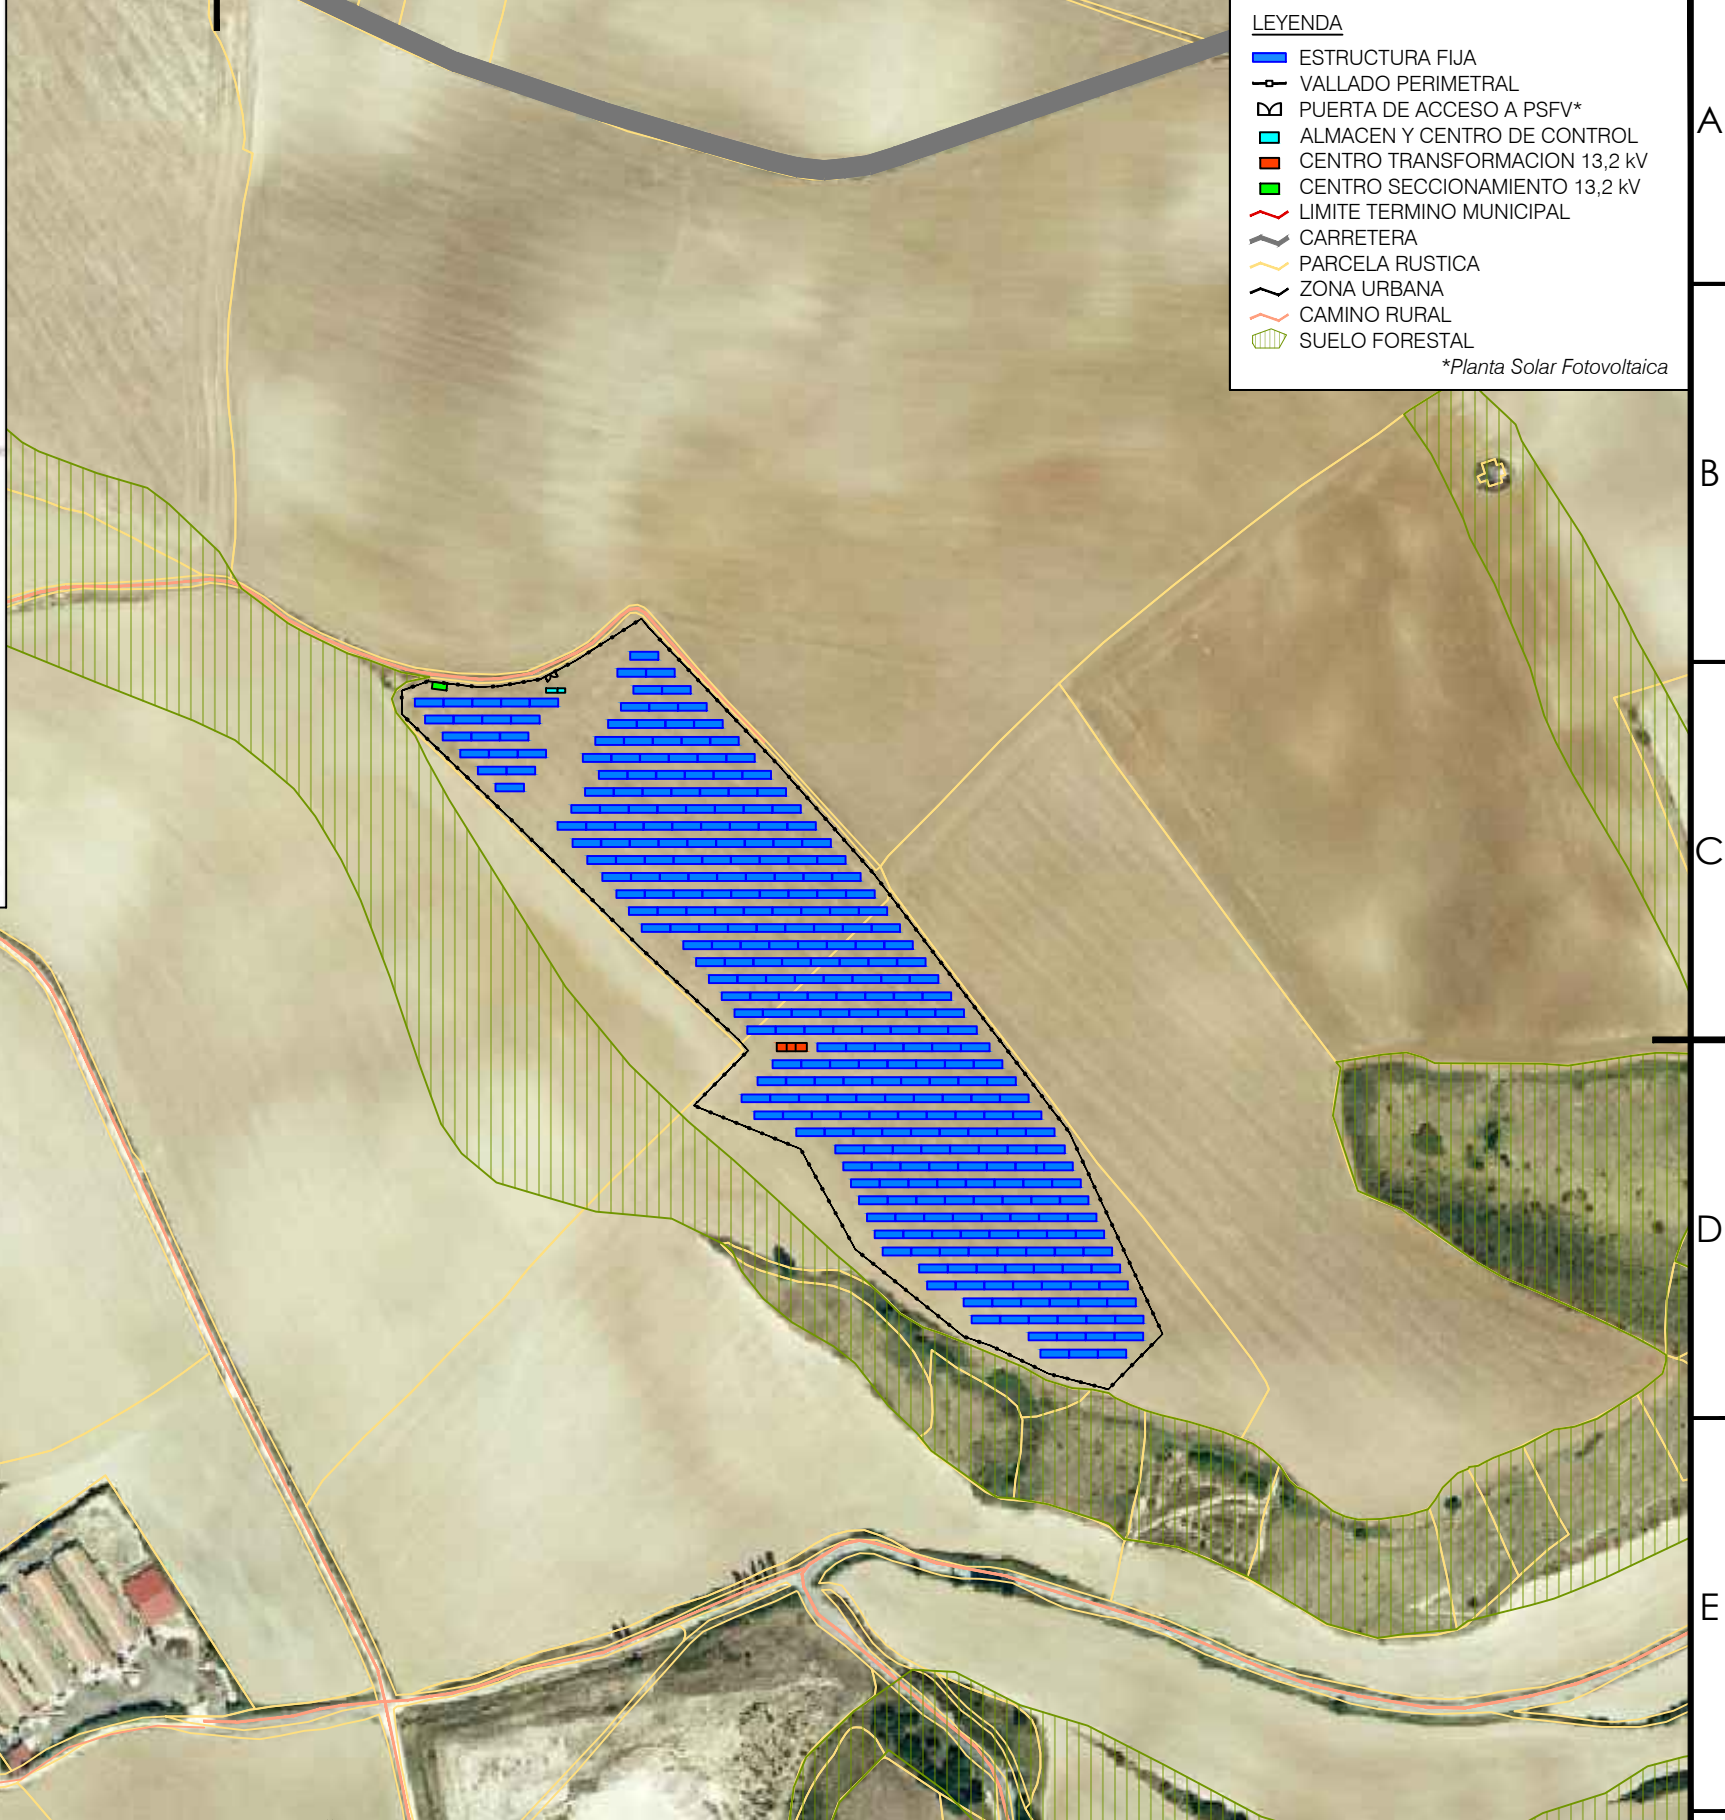 LEYENDA
ESTRUCTURA FIJA
VALLADO PERIMETRAL
PUERTA DE ACCESO A PSFV*
ALMACEN Y CENTRO DE CONTROL
CENTRO TRANSFORMACION 13,2 kV
CENTRO SECCIONAMIENTO 13,2 kV
LIMITE TERMINO MUNICIPAL
CARRETERA
PARCELA RUSTICA
ZONA URBANA
CAMINO RURAL
SUELO FORESTAL
*Planta Solar Fotovoltaica
A
B
C
D
E